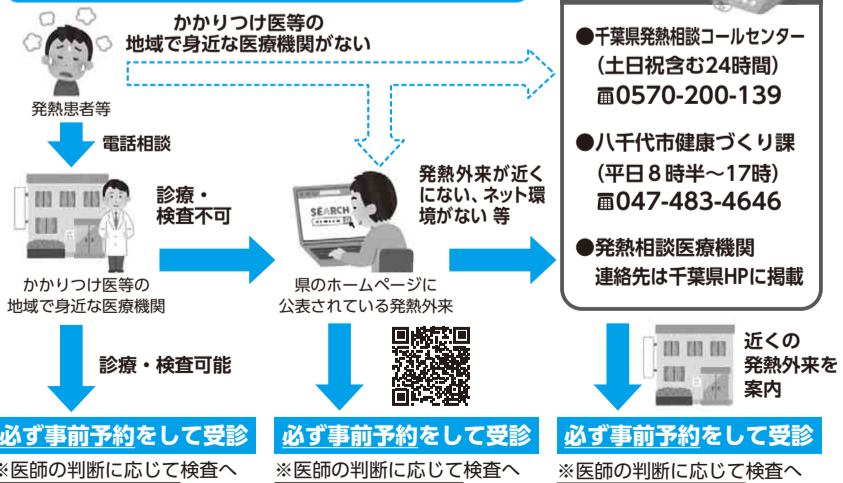 かかりつけ医等の
地域で身近な医療機関がない
発熱患者等
電話相談
かかりつけ医等の
地域で身近な医療機関
診療・
検査不可
SEARCH
県のホームページに
公表されている発熱外来
発熱外来が近く
にない、ネット環
境がない 等
●千葉県発熱相談コールセンター
（土日祝含む24時間）
☎0570-200-139
●八千代市健康づくり課
（平日８時半～17時）
☎047-483-4646
●発熱相談医療機関
連絡先は千葉県HPに掲載
診療・検査可能
近くの
発熱外来を
案内
必ず事前予約をして受診
※医師の判断に応じて検査へ
必ず事前予約をして受診
※医師の判断に応じて検査へ
必ず事前予約をして受診
※医師の判断に応じて検査へ